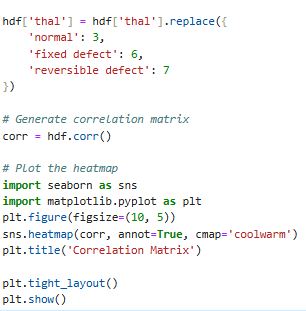 hdf['thal'] = hdf['thal'].replace({
    'normal': 3,
    'fixed defect': 6,
    'reversible defect': 7
})
# Generate correlation matrix
corr = hdf.corr()
# Plot the heatmap
import seaborn as sns
import matplotlib.pyplot as plt
plt.figure(figsize=(10, 5))
sns.heatmap(corr, annot=True, cmap='coolwarm')
plt.title('Correlation Matrix')
plt.tight_layout()
plt.show()